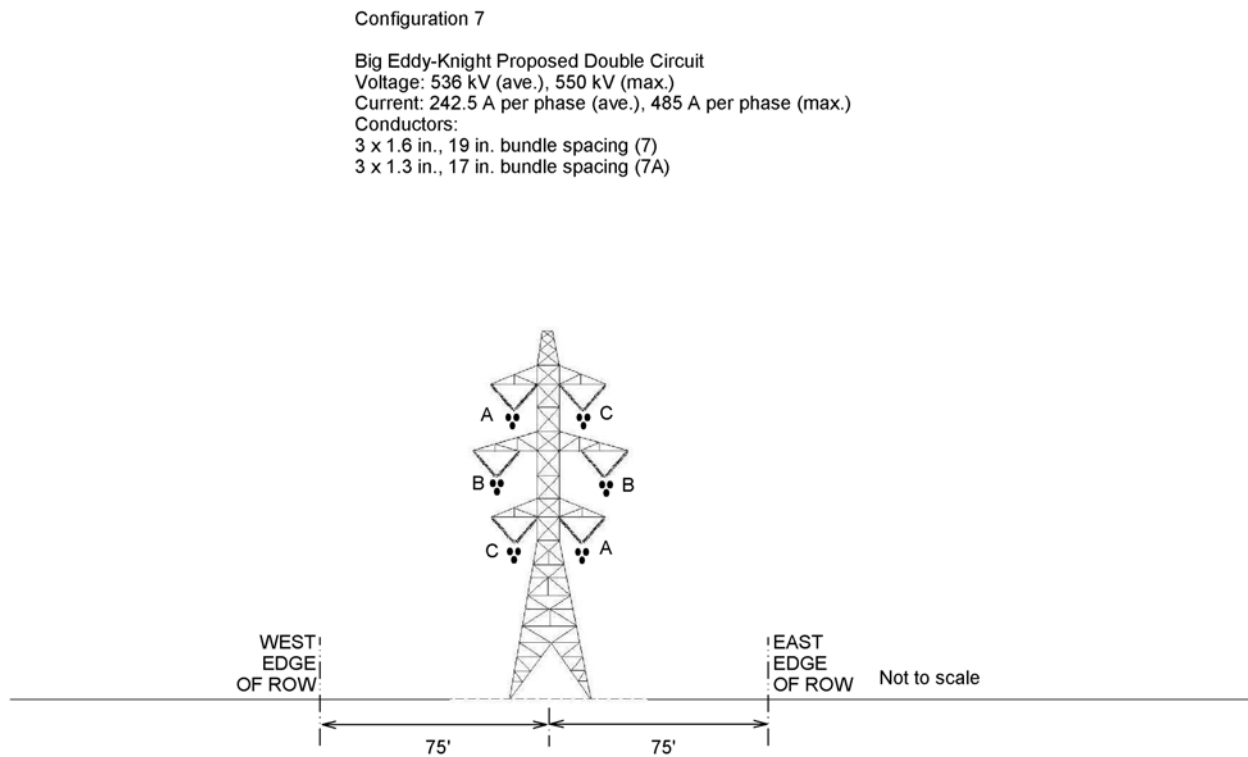 Configuration 7
Big Eddy-Knight Proposed Double Circuit
Voltage: 536 kV (ave.), 550 kV (max.)
Current: 242.5 A per phase (ave.), 485 A per phase (max.)
Conductors:
3 x 1.6 in., 19 in. bundle spacing (7)
3 x 1.3 in., 17 in. bundle spacing (7A)
A C
B B
C A
WEST
EDGE
OF ROW
EAST
EDGE
OF ROW
Not to scale
75' 75'